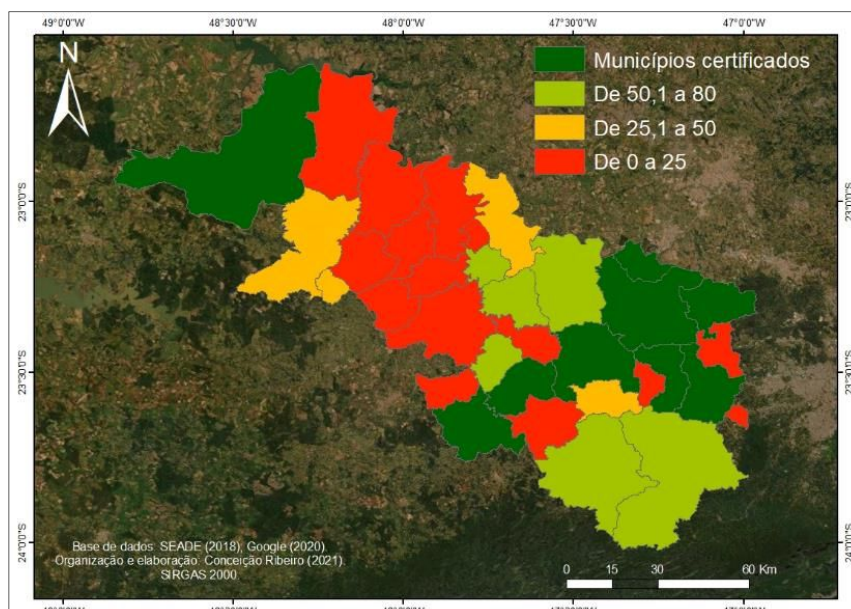 49°0'0"W 48°30'0"W 48°0'0"W 47°30'0"W 47°0'0"W
N
Municípios certificados
De 50,1 a 80
De 25,1 a 50
De 0 a 25
23°0'0"S 23°0'0"S
23°30'0"S 23°30'0"S
24°0'0"S 24°0'0"S
Base de dados: SEADE (2018); Google (2020).
Organização e elaboração: Conceição Ribeiro (2021).
SIRGAS 2000.
0 15 30 60 Km